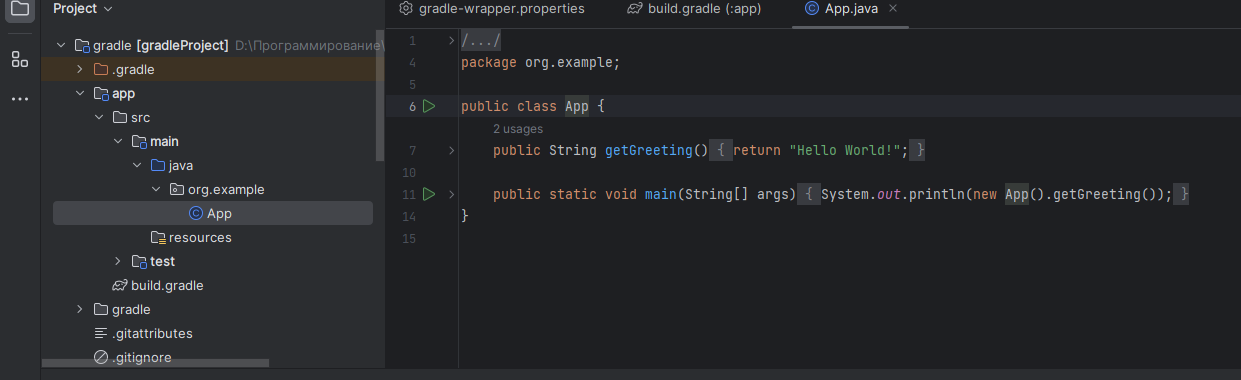 Project
gradle [gradleProject] D:\Программирование\
.gradle
app
src
main
java
org.example
App
resources
test
build.gradle
gradle
.gitattributes
.gitignore
gradle-wrapper.properties build.gradle (:app) App.java
1 /.../
4 package org.example;
5
6 public class App {
2 usages
7 public String getGreeting() { return "Hello World!"; }
10
11 public static void main(String[] args) { System.out.println(new App().getGreeting()); }
14 }
15